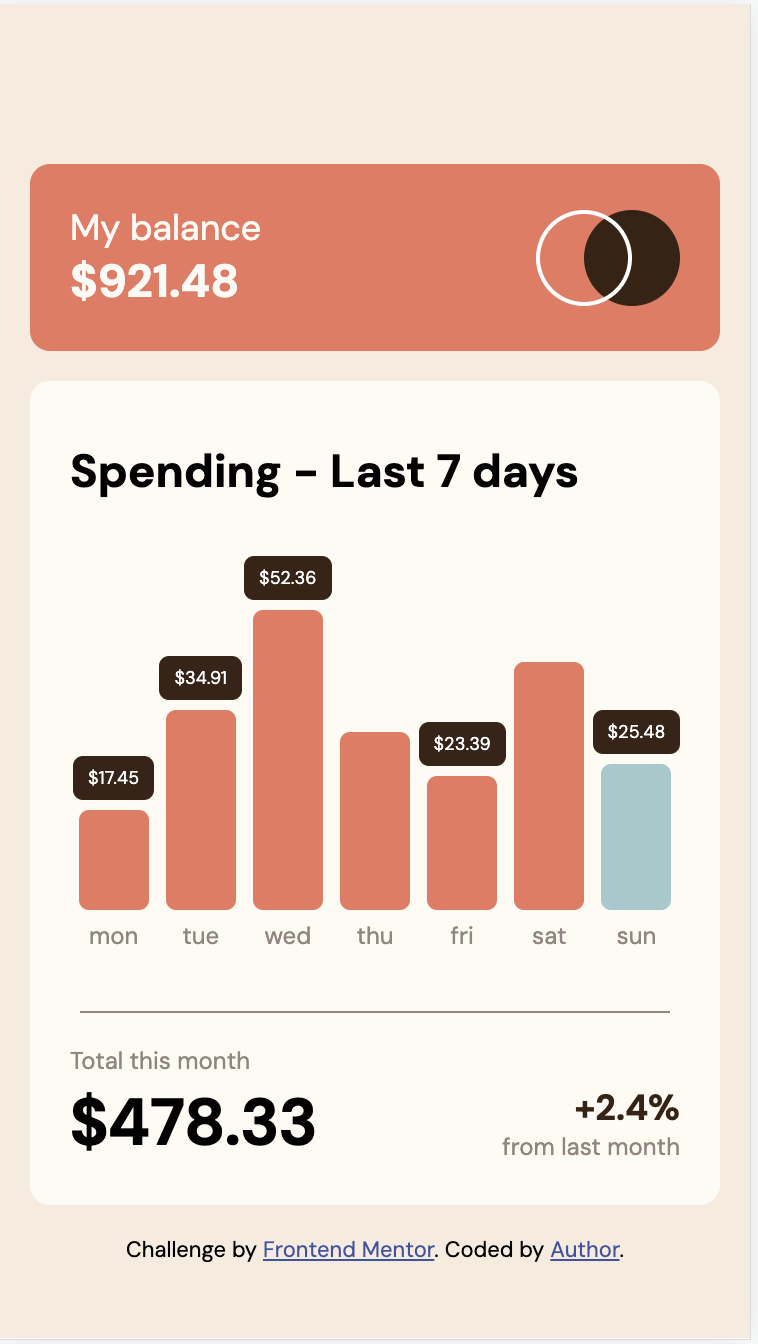 My balance
$921.48
Spending - Last 7 days
$52.36
$34.91
$23.39
$25.48
$17.45
mon tue wed thu fri sat sun
Total this month
$478.33
+2.4%
from last month
Challenge by Frontend Mentor. Coded by Author.